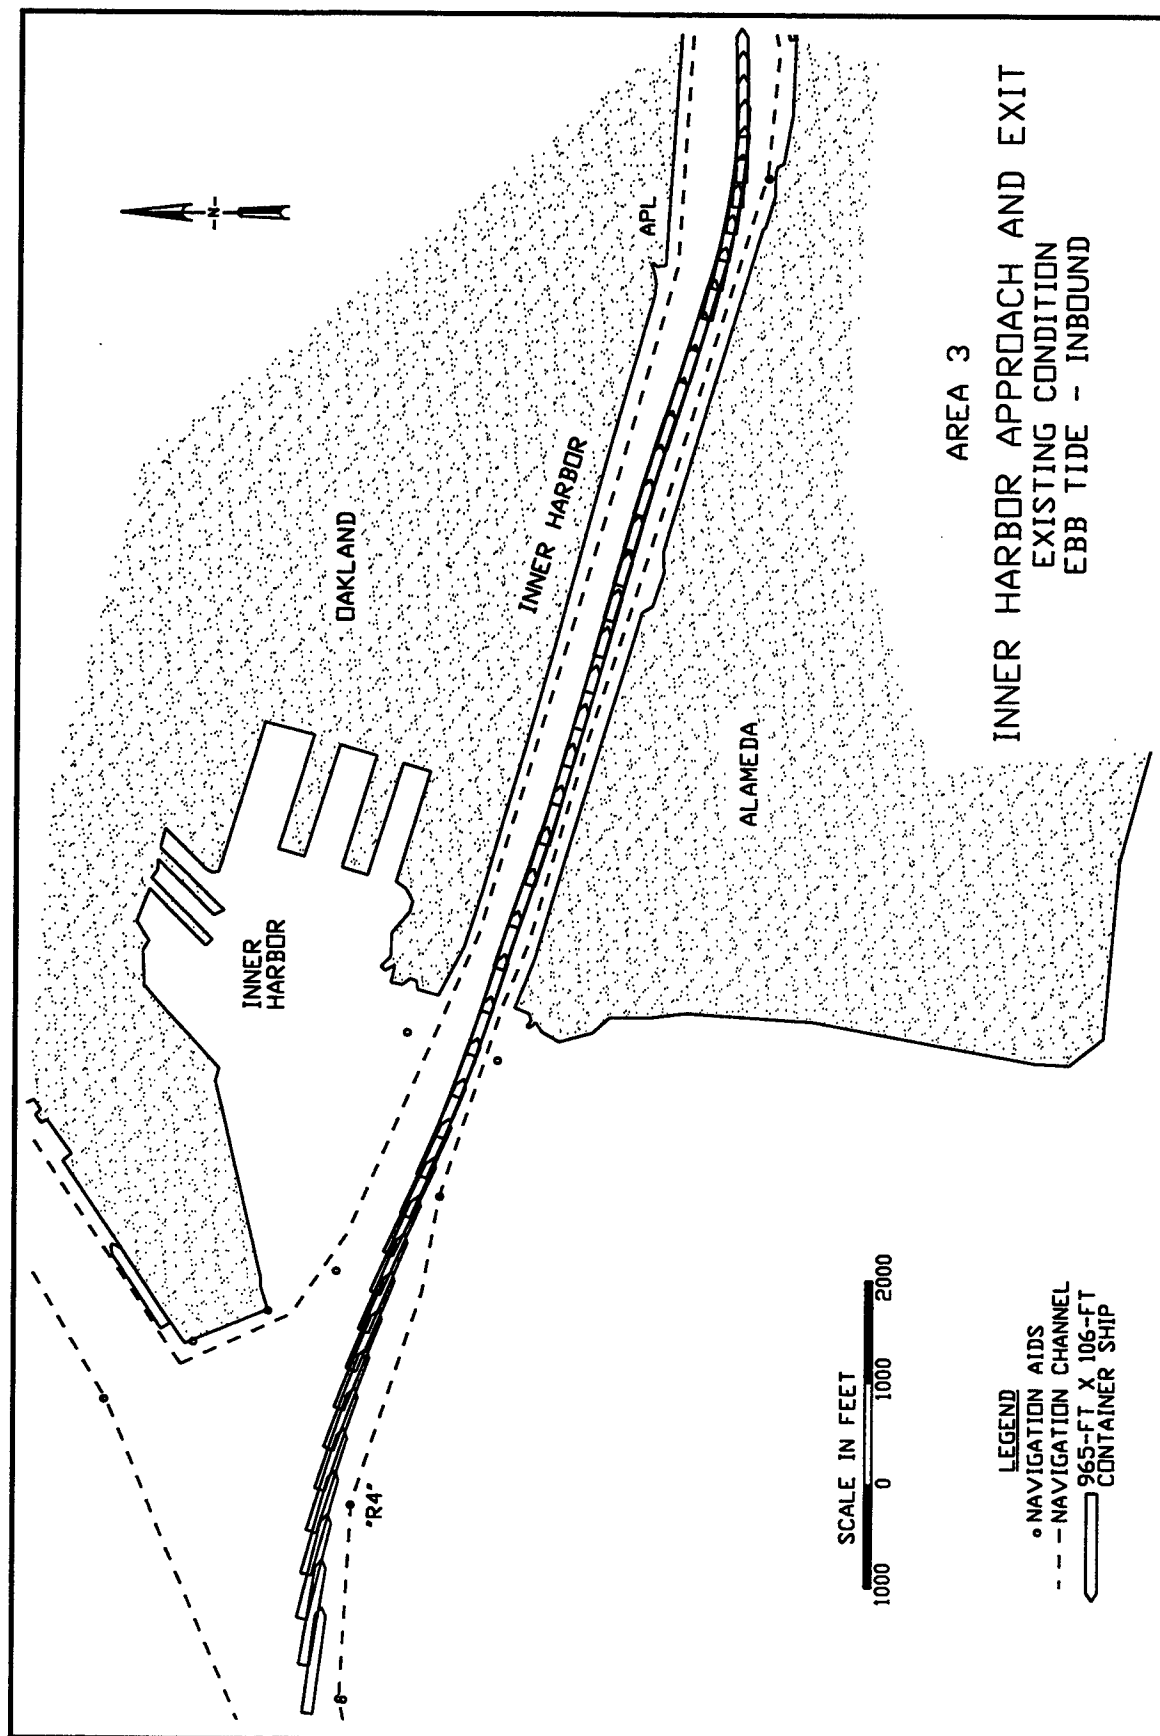 -N-
APL
OAKLAND
INNER HARBOR
INNER
HARBOR
ALAMEDA
"R4"
8
AREA 3
INNER HARBOR APPROACH AND EXIT
EXISTING CONDITION
EBB TIDE - INBOUND
SCALE IN FEET
1000 0 1000 2000
LEGEND
NAVIGATION AIDS
NAVIGATION CHANNEL
965-FT X 106-FT
CONTAINER SHIP